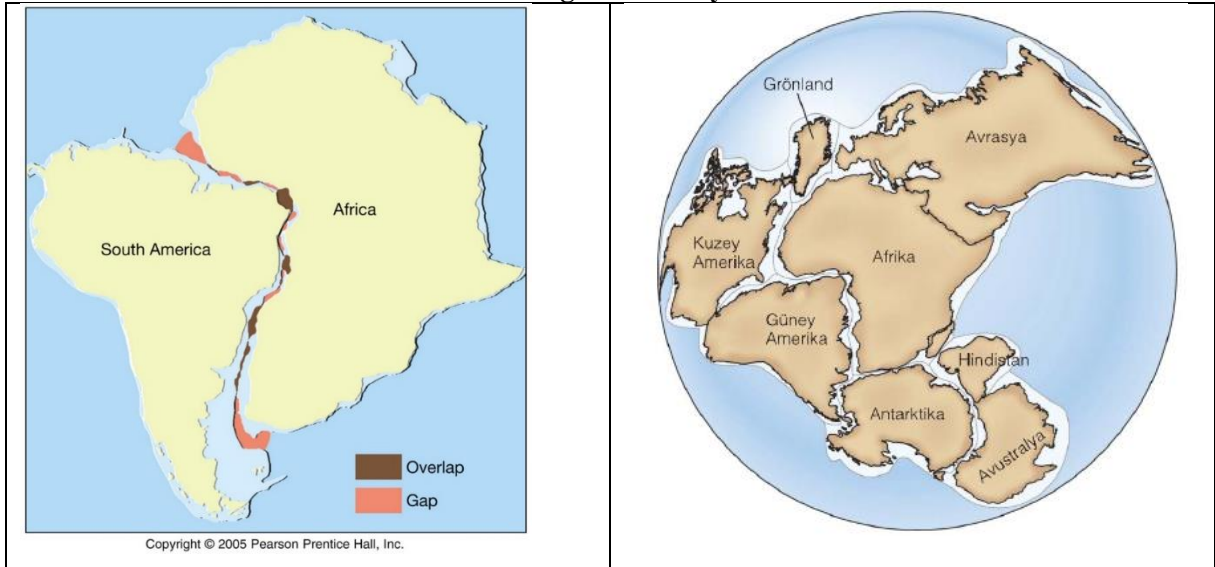 South America
Africa
Overlap
Gap
Copyright © 2005 Pearson Prentice Hall, Inc.
Grönland
Avrasya
Kuzey
Amerika
Afrika
Güney
Amerika
Hindistan
Antarktika
Avustralya